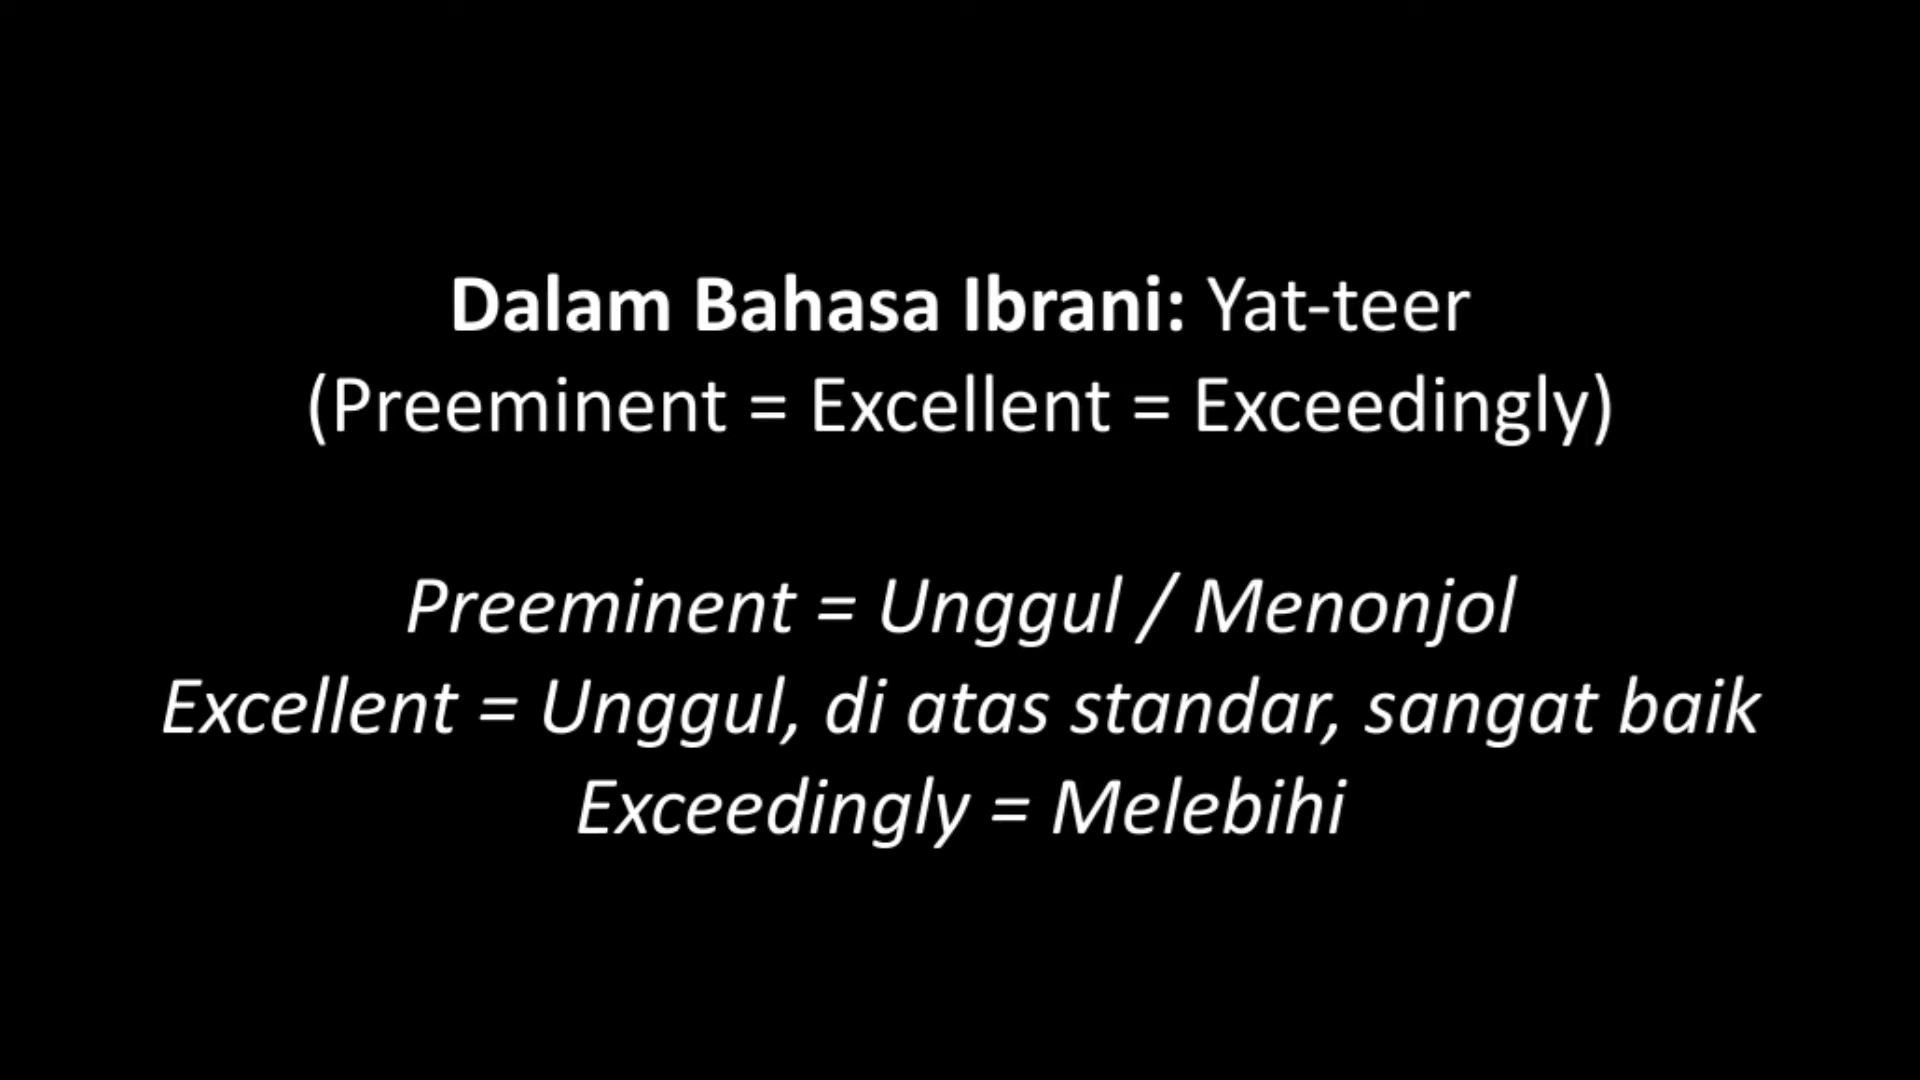 Dalam Bahasa Ibrani: Yat-teer
(Preeminent = Excellent = Exceedingly)
Preeminent = Unggul / Menonjol
Excellent = Unggul, di atas standar, sangat baik
Exceedingly = Melebihi